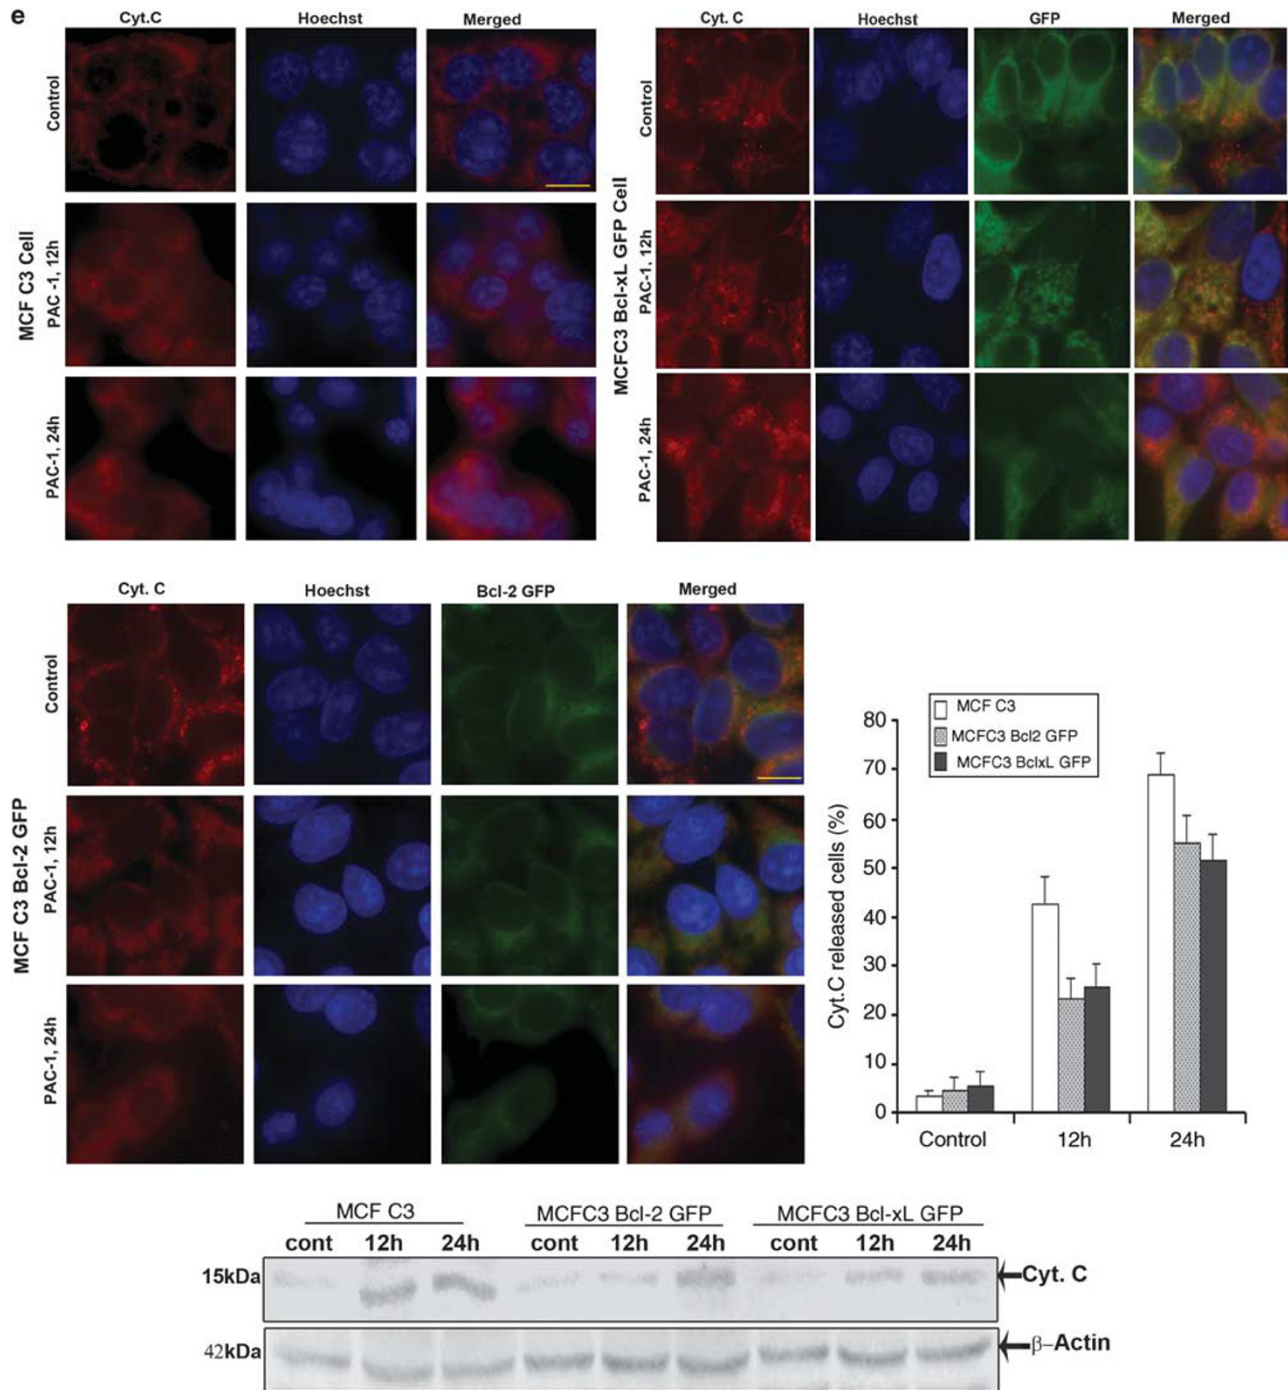 e
Cyt.C Hoechst Merged
Control
PAC -1, 12h
PAC-1, 24h
MCF C3 Cell
Cyt. C Hoechst GFP Merged
Control
PAC-1, 12h
PAC-1, 24h
MCFC3 Bcl-xL GFP Cell
Cyt. C Hoechst Bcl-2 GFP Merged
Control
PAC-1, 12h
PAC-1, 24h
MCF C3 Bcl-2 GFP
MCF C3
MCFC3 Bcl2 GFP
MCFC3 BclxL GFP
Cyt.C released cells (%)
80
70
60
50
40
30
20
10
0
Control 12h 24h
MCF C3 MCFC3 Bcl-2 GFP MCFC3 Bcl-xL GFP
cont 12h 24h cont 12h 24h cont 12h 24h
15kDa Cyt. C
42kDa β-Actin